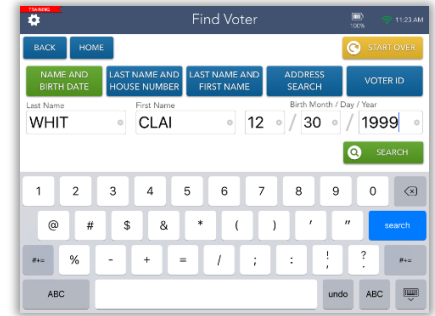 TRAINING
Find Voter
100%
11:23 AM
BACK HOME START OVER
NAME AND BIRTH DATE
LAST NAME AND HOUSE NUMBER
LAST NAME AND FIRST NAME
ADDRESS SEARCH
VOTER ID
Last Name First Name Birth Month / Day / Year
WHIT CLAI 12 / 30 / 1999
SEARCH
1 2 3 4 5 6 7 8 9 0
@ # $ & * ( ) ' " search
#+= % - + = / ; : ! , ? . #+=
ABC undo ABC